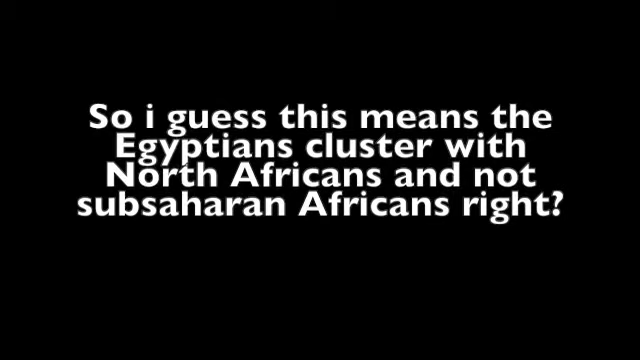 So i guess this means the
Egyptians cluster with
North Africans and not
subsaharan Africans right?